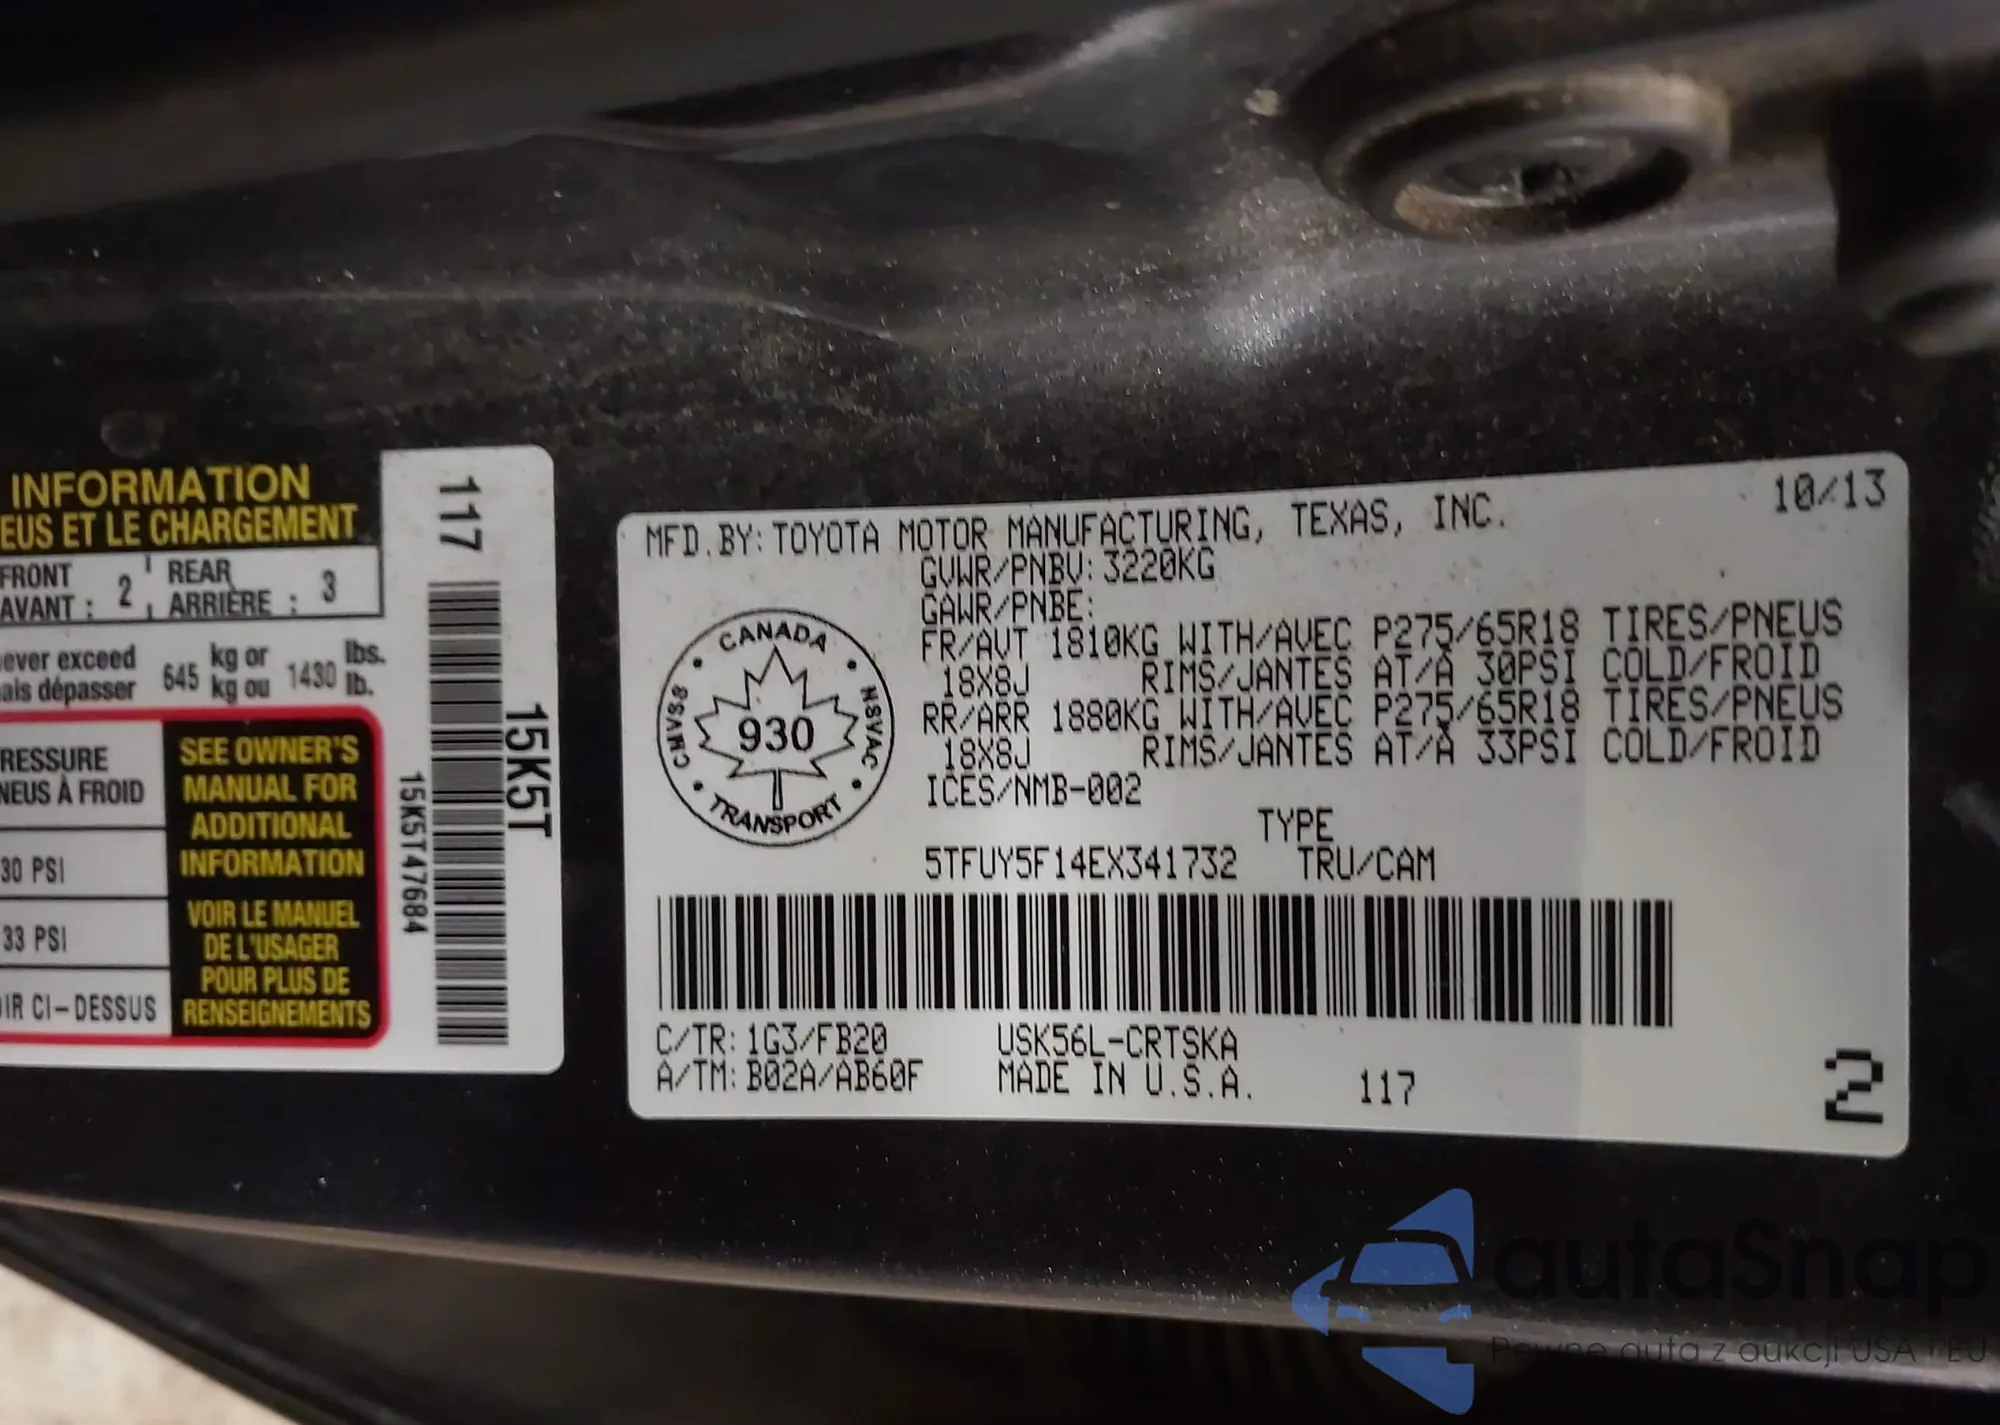 INFORMATION
EUS ET LE CHARGEMENT
FRONT
AVANT : 2
REAR
ARRIÈRE : 3
ever exceed
ais dépasser
645
kg or
kg ou
1430
lbs.
lb.
RESSURE
NEUS À FROID
30 PSI
33 PSI
IR CI-DESSUS
SEE OWNER'S
MANUAL FOR
ADDITIONAL
INFORMATION
VOIR LE MANUEL
DE L'USAGER
POUR PLUS DE
RENSEIGNEMENTS
117
15K5T
15K5T47684
MFD.BY: TOYOTA MOTOR MANUFACTURING, TEXAS, INC. 10/13
GVWR/PNBV: 3220KG
GAWR/PNBE:
FR/AVT 1810KG WITH/AVEC P275/65R18 TIRES/PNEUS
18X8J RIMS/JANTES AT/À 30PSI COLD/FROID
RR/ARR 1880KG WITH/AVEC P275/65R18 TIRES/PNEUS
18X8J RIMS/JANTES AT/À 33PSI COLD/FROID
ICES/NMB-002
CANADA
CMVSS
930
NSVAC
TRANSPORT
TYPE
5TFUY5F14EX341732 TRU/CAM
C/TR: 1G3/FB20 USK56L-CRTSKA
A/TM: B02A/AB60F MADE IN U.S.A. 117
2
autaSnap
Pewne auta z aukcji USA i EU